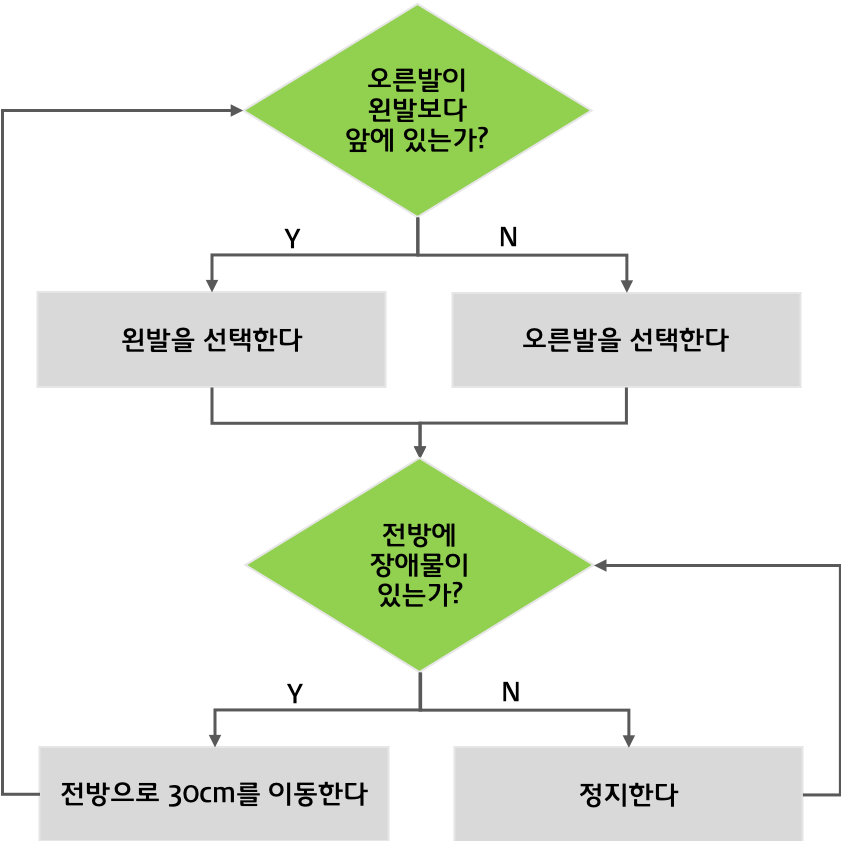 오른발이
왼발보다
앞에 있는가?
Y
N
왼발을 선택한다
오른발을 선택한다
전방에
장애물이
있는가?
Y
N
전방으로 30cm를 이동한다
정지한다